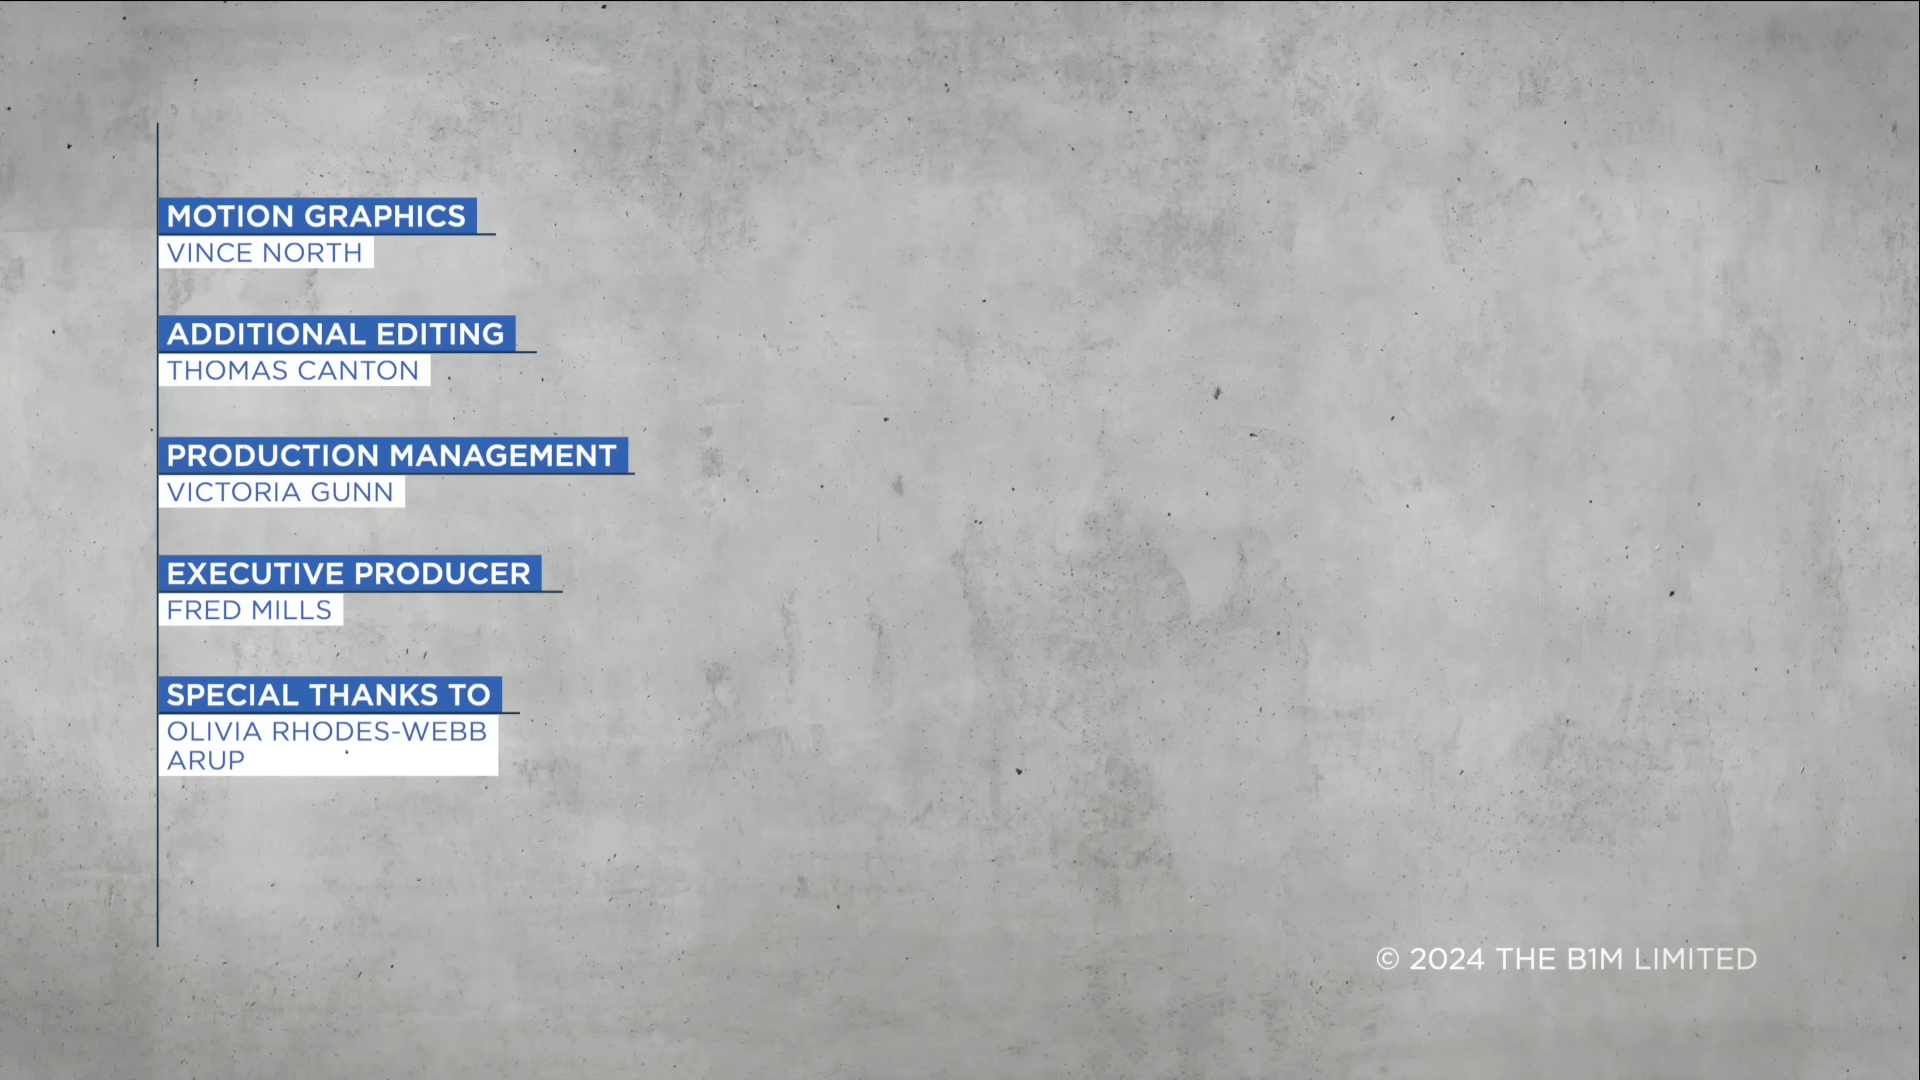 MOTION GRAPHICS
VINCE NORTH
ADDITIONAL EDITING
THOMAS CANTON
PRODUCTION MANAGEMENT
VICTORIA GUNN
EXECUTIVE PRODUCER
FRED MILLS
SPECIAL THANKS TO
OLIVIA RHODES-WEBB
ARUP
© 2024 THE B1M LIMITED